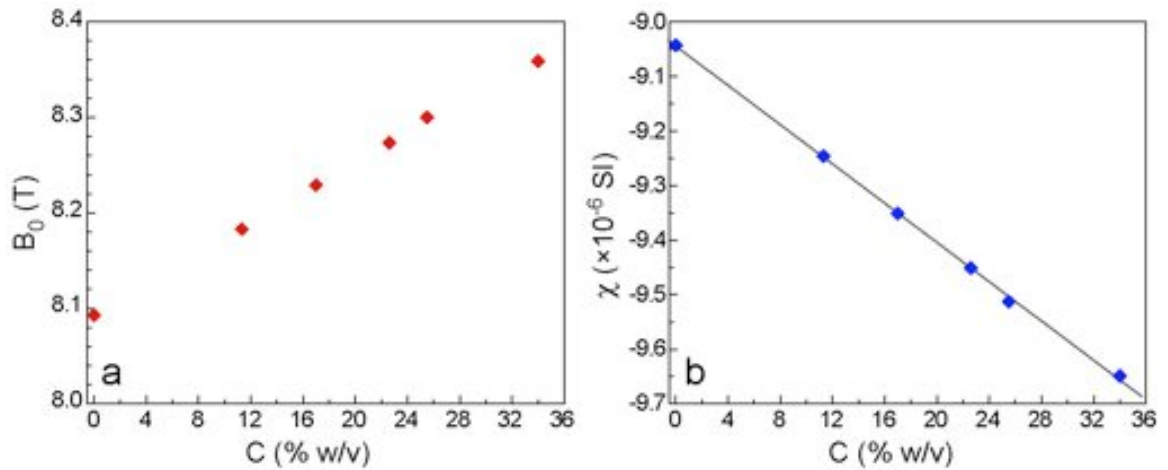 8.4
8.3
8.2
8.1
8.0
B₀ (T)
a
0 4 8 12 16 20 24 28 32 36
C (% w/v)
-9.0
-9.1
-9.2
-9.3
-9.4
-9.5
-9.6
-9.7
χ (×10⁻⁶ SI)
b
0 4 8 12 16 20 24 28 32 36
C (% w/v)